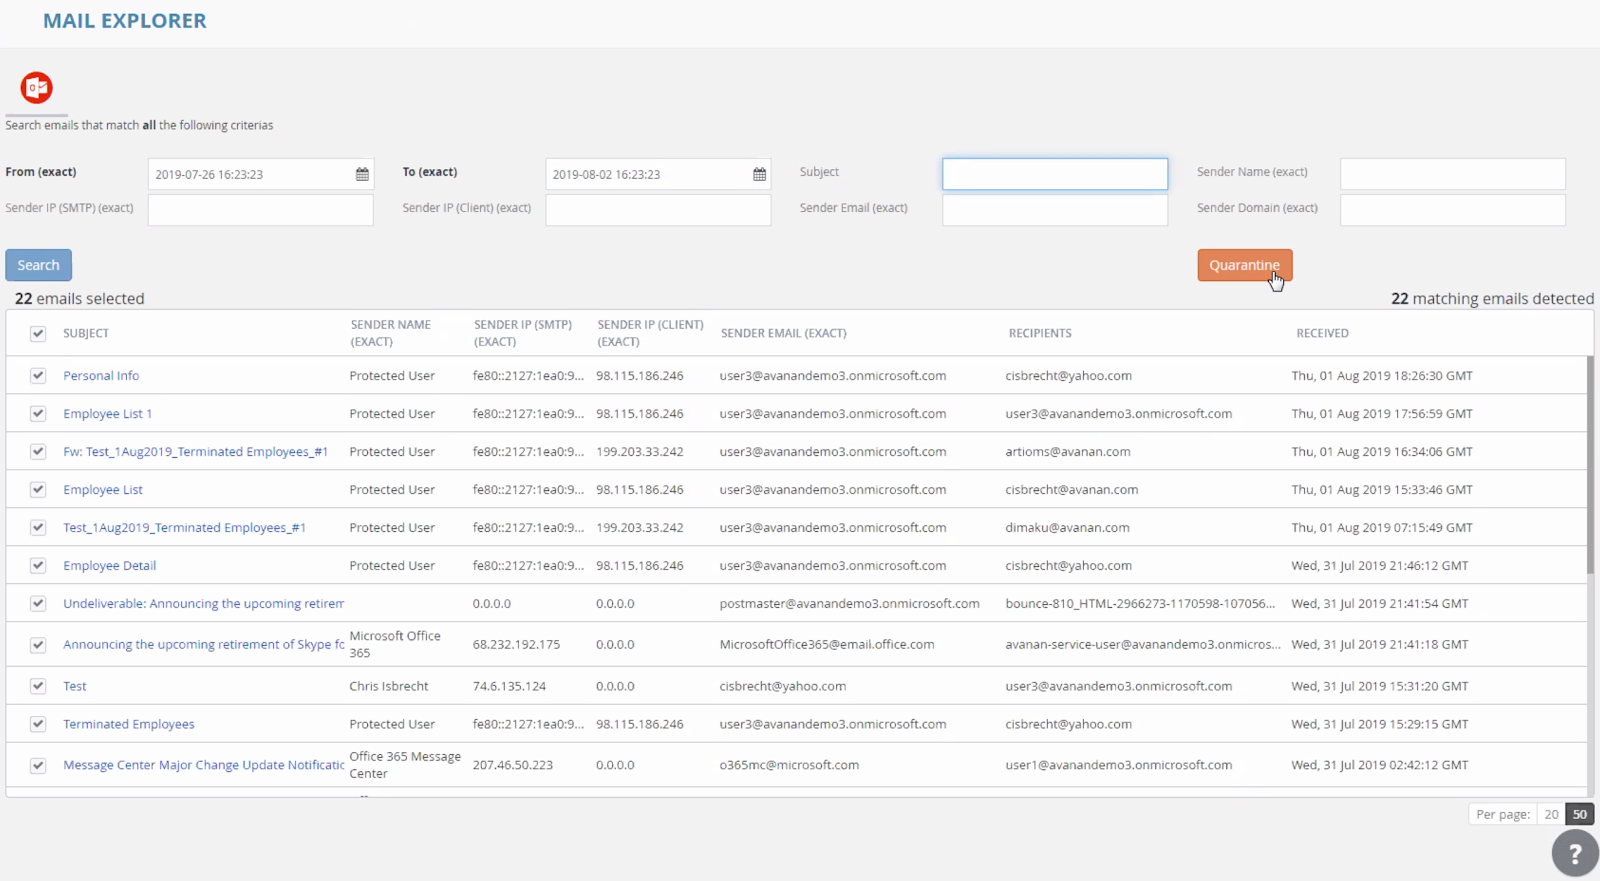 MAIL EXPLORER
Search emails that match all the following criterias
From (exact) 2019-07-26 16:23:23 To (exact) 2019-08-02 16:23:23 Subject Sender Name (exact)
Sender IP (SMTP) (exact) Sender IP (Client) (exact) Sender Email (exact) Sender Domain (exact)
Search Quarantine
22 emails selected 22 matching emails detected
SUBJECT SENDER NAME (EXACT) SENDER IP (SMTP) (EXACT) SENDER IP (CLIENT) (EXACT) SENDER EMAIL (EXACT) RECIPIENTS RECEIVED
Personal Info Protected User fe80::2127:1ea0:9... 98.115.186.246 user3@avanandemo3.onmicrosoft.com cisbrecht@yahoo.com Thu, 01 Aug 2019 18:26:30 GMT
Employee List 1 Protected User fe80::2127:1ea0:9... 98.115.186.246 user3@avanandemo3.onmicrosoft.com user3@avanandemo3.onmicrosoft.com Thu, 01 Aug 2019 17:56:59 GMT
Fw: Test_1Aug2019_Terminated Employees_#1 Protected User fe80::2127:1ea0:9... 199.203.33.242 user3@avanandemo3.onmicrosoft.com artioms@avanan.com Thu, 01 Aug 2019 16:34:06 GMT
Employee List Protected User fe80::2127:1ea0:9... 98.115.186.246 user3@avanandemo3.onmicrosoft.com cisbrecht@avanan.com Thu, 01 Aug 2019 15:33:46 GMT
Test_1Aug2019_Terminated Employees_#1 Protected User fe80::2127:1ea0:9... 199.203.33.242 user3@avanandemo3.onmicrosoft.com dimaku@avanan.com Thu, 01 Aug 2019 07:15:49 GMT
Employee Detail Protected User fe80::2127:1ea0:9... 98.115.186.246 user3@avanandemo3.onmicrosoft.com cisbrecht@yahoo.com Wed, 31 Jul 2019 21:46:12 GMT
Undeliverable: Announcing the upcoming retirem 0.0.0.0 0.0.0.0 postmaster@avanandemo3.onmicrosoft.com bounce-810_HTML-2966273-1170598-107056... Wed, 31 Jul 2019 21:41:54 GMT
Announcing the upcoming retirement of Skype fo Microsoft Office 365 68.232.192.175 0.0.0.0 MicrosoftOffice365@email.office.com avanan-service-user@avanandemo3.onmicros... Wed, 31 Jul 2019 21:41:18 GMT
Test Chris Isbrecht 74.6.135.124 0.0.0.0 cisbrecht@yahoo.com user3@avanandemo3.onmicrosoft.com Wed, 31 Jul 2019 15:31:20 GMT
Terminated Employees Protected User fe80::2127:1ea0:9... 98.115.186.246 user3@avanandemo3.onmicrosoft.com cisbrecht@yahoo.com Wed, 31 Jul 2019 15:29:15 GMT
Message Center Major Change Update Notificatio Office 365 Message Center 207.46.50.223 0.0.0.0 o365mc@microsoft.com user1@avanandemo3.onmicrosoft.com Wed, 31 Jul 2019 02:42:12 GMT
Per page: 20 50
?